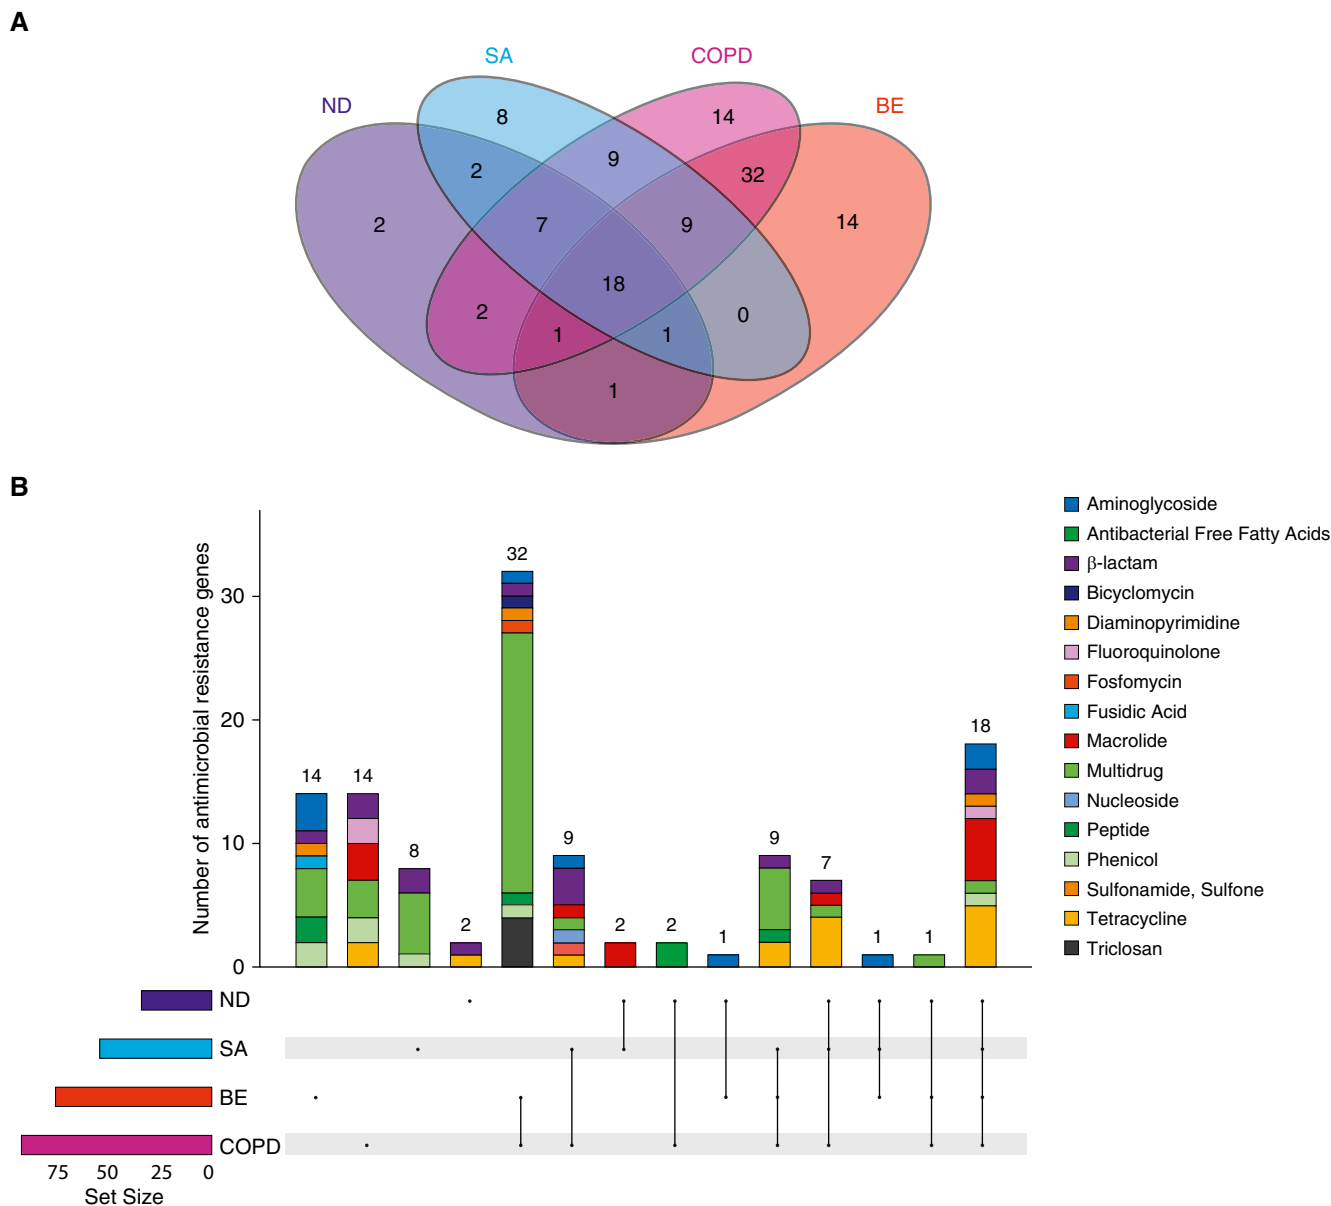 A
SA
COPD
ND
BE
8
14
9
2
32
2
7
9
14
18
2
1
1
0
1
B
Number of antimicrobial resistance genes
30
20
10
0
14
14
8
2
32
9
2
2
1
9
7
1
1
18
Aminoglycoside
Antibacterial Free Fatty Acids
β-lactam
Bicyclomycin
Diaminopyrimidine
Fluoroquinolone
Fosfomycin
Fusidic Acid
Macrolide
Multidrug
Nucleoside
Peptide
Phenicol
Sulfonamide, Sulfone
Tetracycline
Triclosan
ND
SA
BE
COPD
75 50 25 0
Set Size